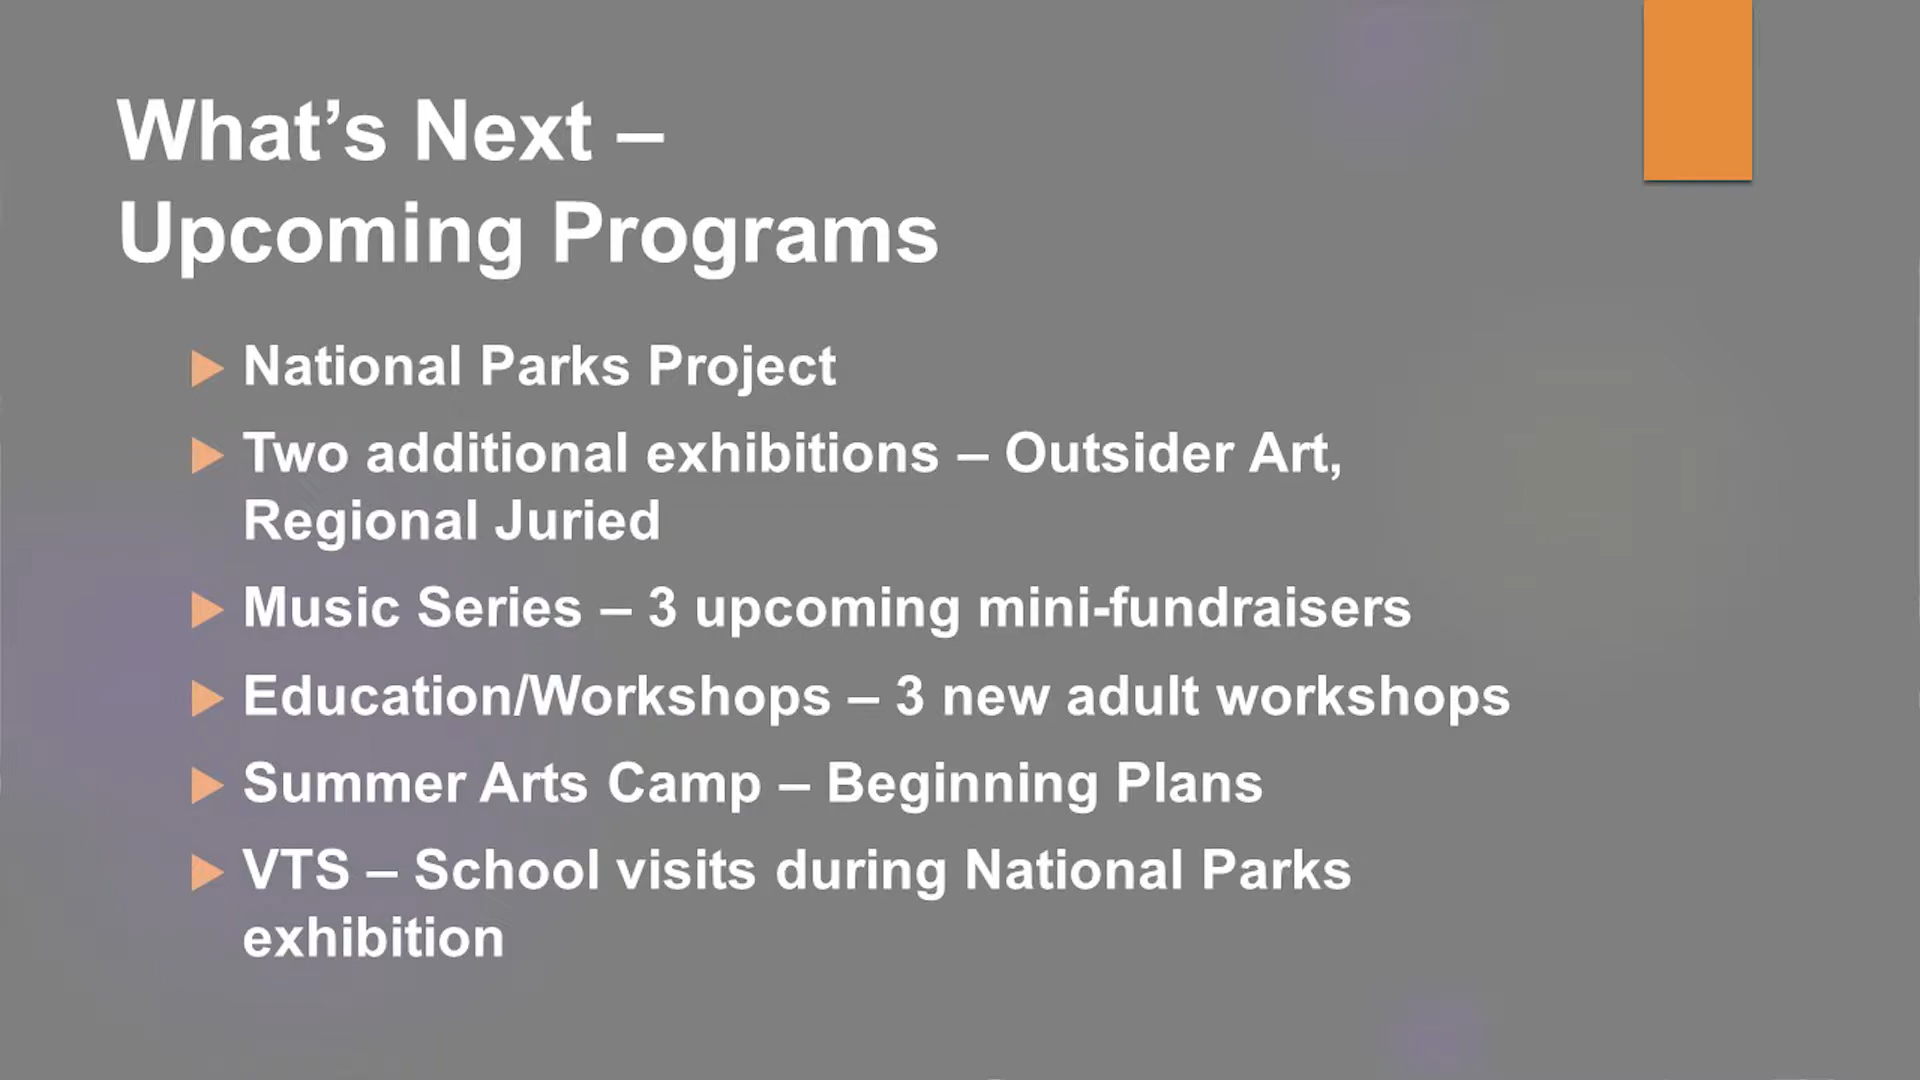 What’s Next –
Upcoming Programs
National Parks Project
Two additional exhibitions – Outsider Art,
Regional Juried
Music Series – 3 upcoming mini-fundraisers
Education/Workshops – 3 new adult workshops
Summer Arts Camp – Beginning Plans
VTS – School visits during National Parks
exhibition